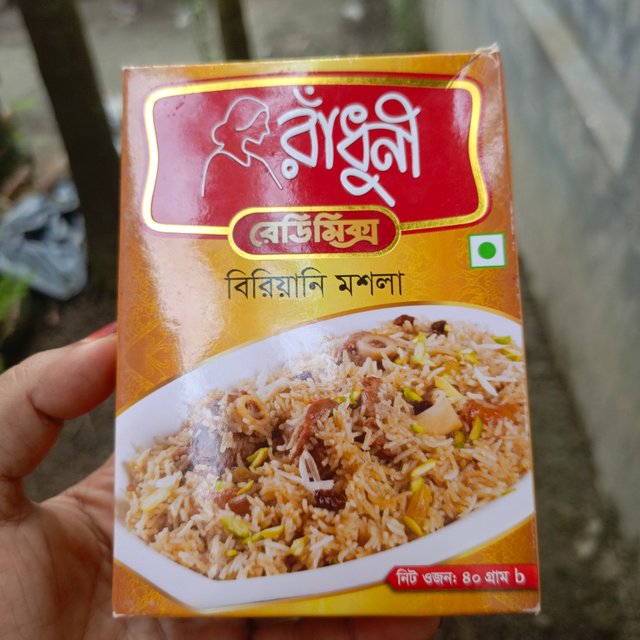 রাঁধুনী
রেডিমিক্স
বিরিয়ানি মশলা
নিট ওজন: ৪০ গ্রাম ৳